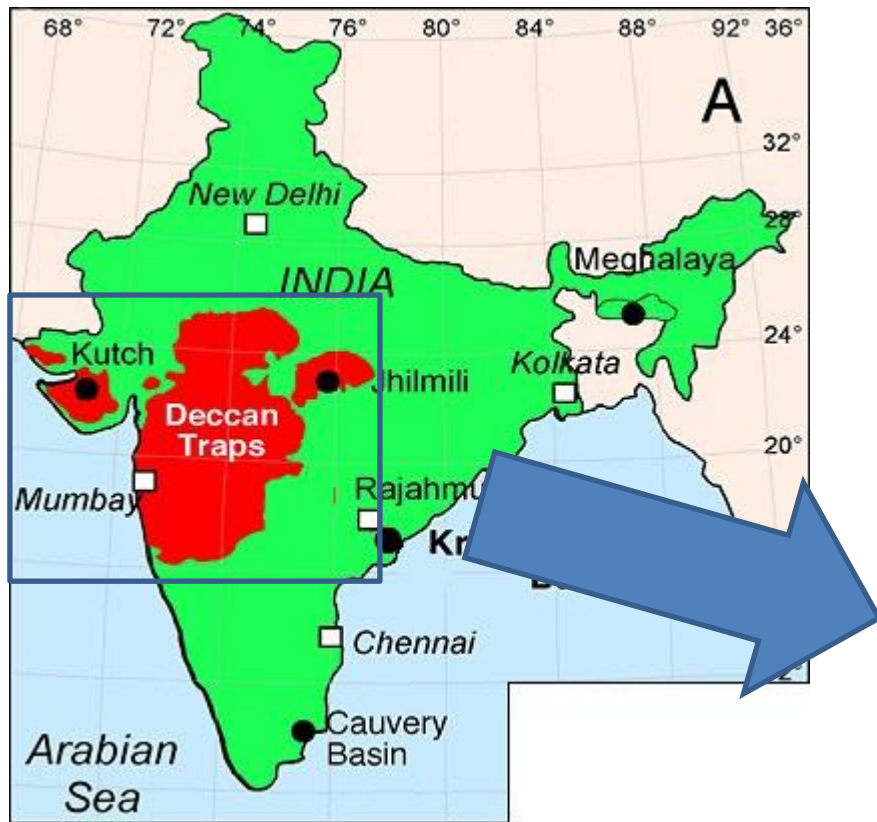 68° 72° 74° 76° 80° 84° 88° 92° 36°
A
32°
New Delhi
28°
Meghalaya
INDIA
24°
Kutch
Kolkata
Jhilmili
Deccan
Traps
20°
Mumbay
Chennai
Cauvery
Basin
Arabian
Sea